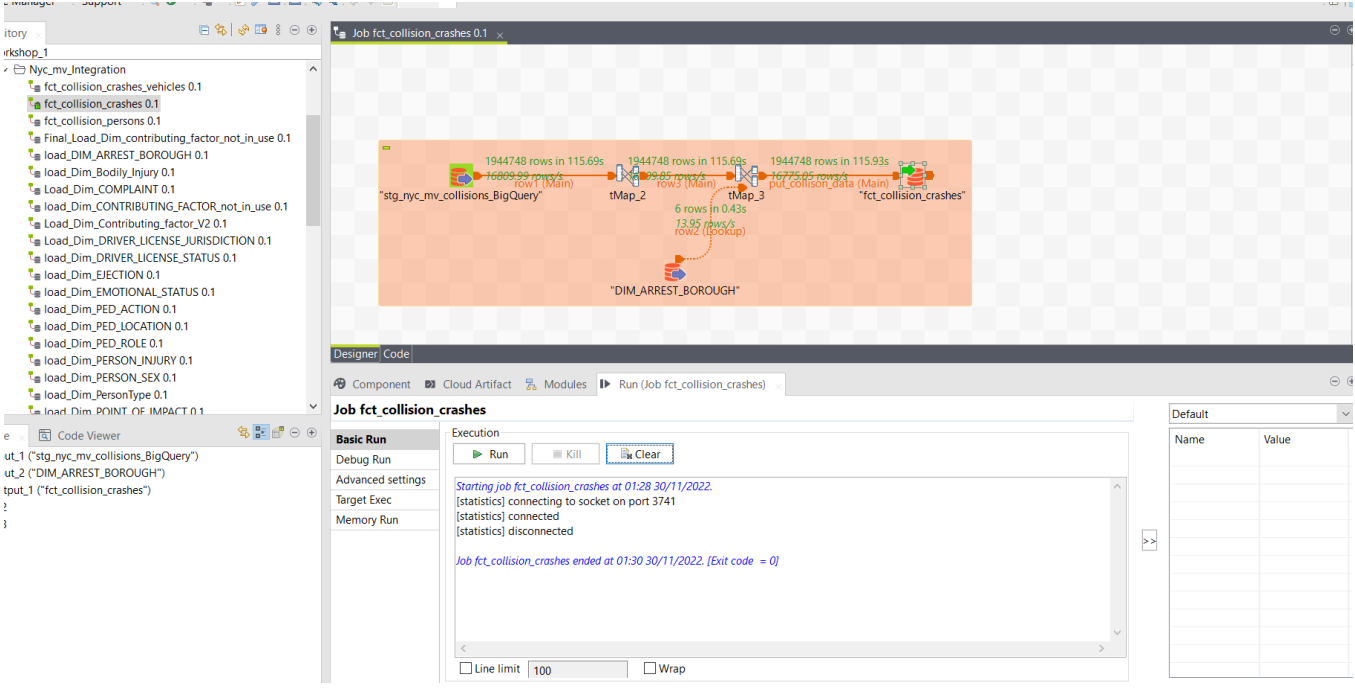 Support
itory
Job fct_collision_crashes 0.1
rkshop_1
Nyc_mv_Integration
fct_collision_crashes_vehicles 0.1
fct_collision_crashes 0.1
fct_collision_persons 0.1
Final_Load_Dim_contributing_factor_not_in_use 0.1
load_DIM_ARREST_BOROUGH 0.1
load_Dim_Bodily_Injury 0.1
Load_Dim_COMPLAINT 0.1
load_Dim_CONTRIBUTING_FACTOR_not_in_use 0.1
Load_Dim_Contributing_factor_V2 0.1
Load_Dim_DRIVER_LICENSE_JURISDICTION 0.1
load_Dim_DRIVER_LICENSE_STATUS 0.1
load_Dim_EJECTION 0.1
load_Dim_EMOTIONAL_STATUS 0.1
load_Dim_PED_ACTION 0.1
load_Dim_PED_LOCATION 0.1
load_Dim_PED_ROLE 0.1
load_Dim_PERSON_INJURY 0.1
load_Dim_PERSON_SEX 0.1
load_Dim_PersonType 0.1
load_Dim_POINT_OF_IMPACT 0.1
1944748 rows in 115.69s 1944748 rows in 115.69s 1944748 rows in 115.93s
16809.99 rows/s 16775.05 rows/s
row1 (Main) row3 (Main) put_collison_data (Main)
"stg_nyc_mv_collisions_BigQuery" tMap_2 tMap_3 "fct_collision_crashes"
6 rows in 0.43s
13.95 rows/s
row2 (Lookup)
"DIM_ARREST_BOROUGH"
Designer Code
Component Cloud Artifact Modules Run (Job fct_collision_crashes)
Job fct_collision_crashes
Basic Run
Debug Run
Advanced settings
Target Exec
Memory Run
Execution
Run Kill Clear
Starting job fct_collision_crashes at 01:28 30/11/2022.
[statistics] connecting to socket on port 3741
[statistics] connected
[statistics] disconnected
Job fct_collision_crashes ended at 01:30 30/11/2022. [Exit code = 0]
Line limit 100 Wrap
>>
Default
Name Value
e Code Viewer
ut_1 ("stg_nyc_mv_collisions_BigQuery")
ut_2 ("DIM_ARREST_BOROUGH")
tput_1 ("fct_collision_crashes")
2
3